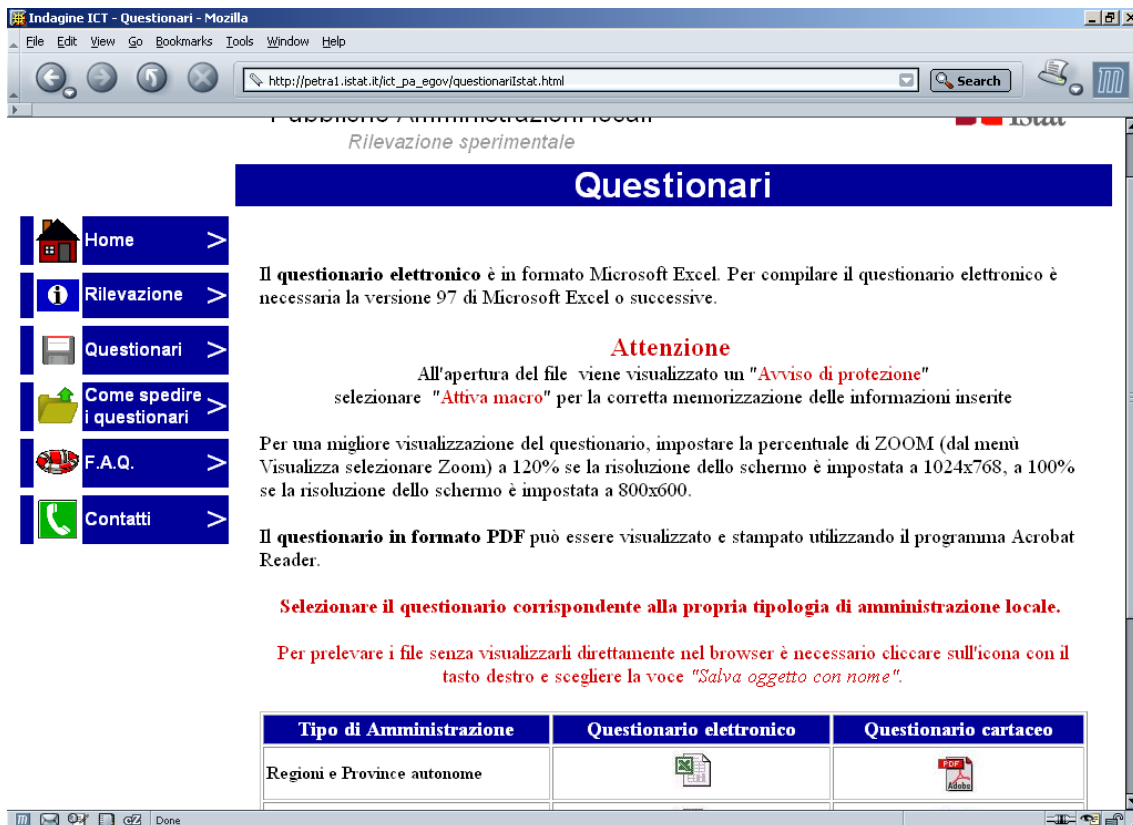 Indagine ICT - Questionari - Mozilla
File Edit View Go Bookmarks Tools Window Help
http://petra1.istat.it/ict_pa_egov/questionariIstat.html
Search
Pubbliche Amministrazioni locali
Istat
Rilevazione sperimentale
Questionari
Home >
Rilevazione >
Questionari >
Come spedire
i questionari >
F.A.Q. >
Contatti >
Il questionario elettronico è in formato Microsoft Excel. Per compilare il questionario elettronico è
necessaria la versione 97 di Microsoft Excel o successive.
Attenzione
All'apertura del file viene visualizzato un "Avviso di protezione"
selezionare "Attiva macro" per la corretta memorizzazione delle informazioni inserite
Per una migliore visualizzazione del questionario, impostare la percentuale di ZOOM (dal menù
Visualizza selezionare Zoom) a 120% se la risoluzione dello schermo è impostata a 1024x768, a 100%
se la risoluzione dello schermo è impostata a 800x600.
Il questionario in formato PDF può essere visualizzato e stampato utilizzando il programma Acrobat
Reader.
Selezionare il questionario corrispondente alla propria tipologia di amministrazione locale.
Per prelevare i file senza visualizzarli direttamente nel browser è necessario cliccare sull'icona con il
tasto destro e scegliere la voce "Salva oggetto con nome".
Tipo di Amministrazione Questionario elettronico Questionario cartaceo
Regioni e Province autonome
PDF
Adobe
Done